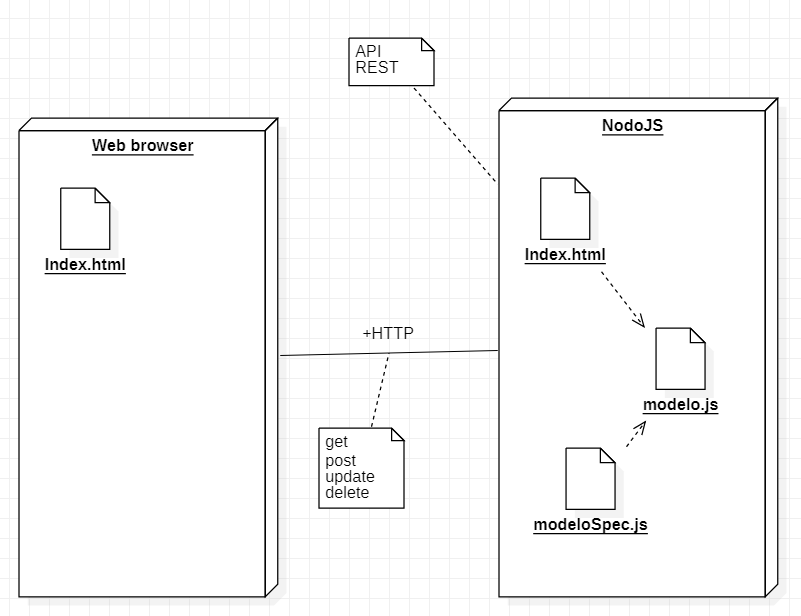 API
REST
NodoJS
Web browser
Index.html
Index.html
+HTTP
modelo.js
get
post
update
delete
modeloSpec.js